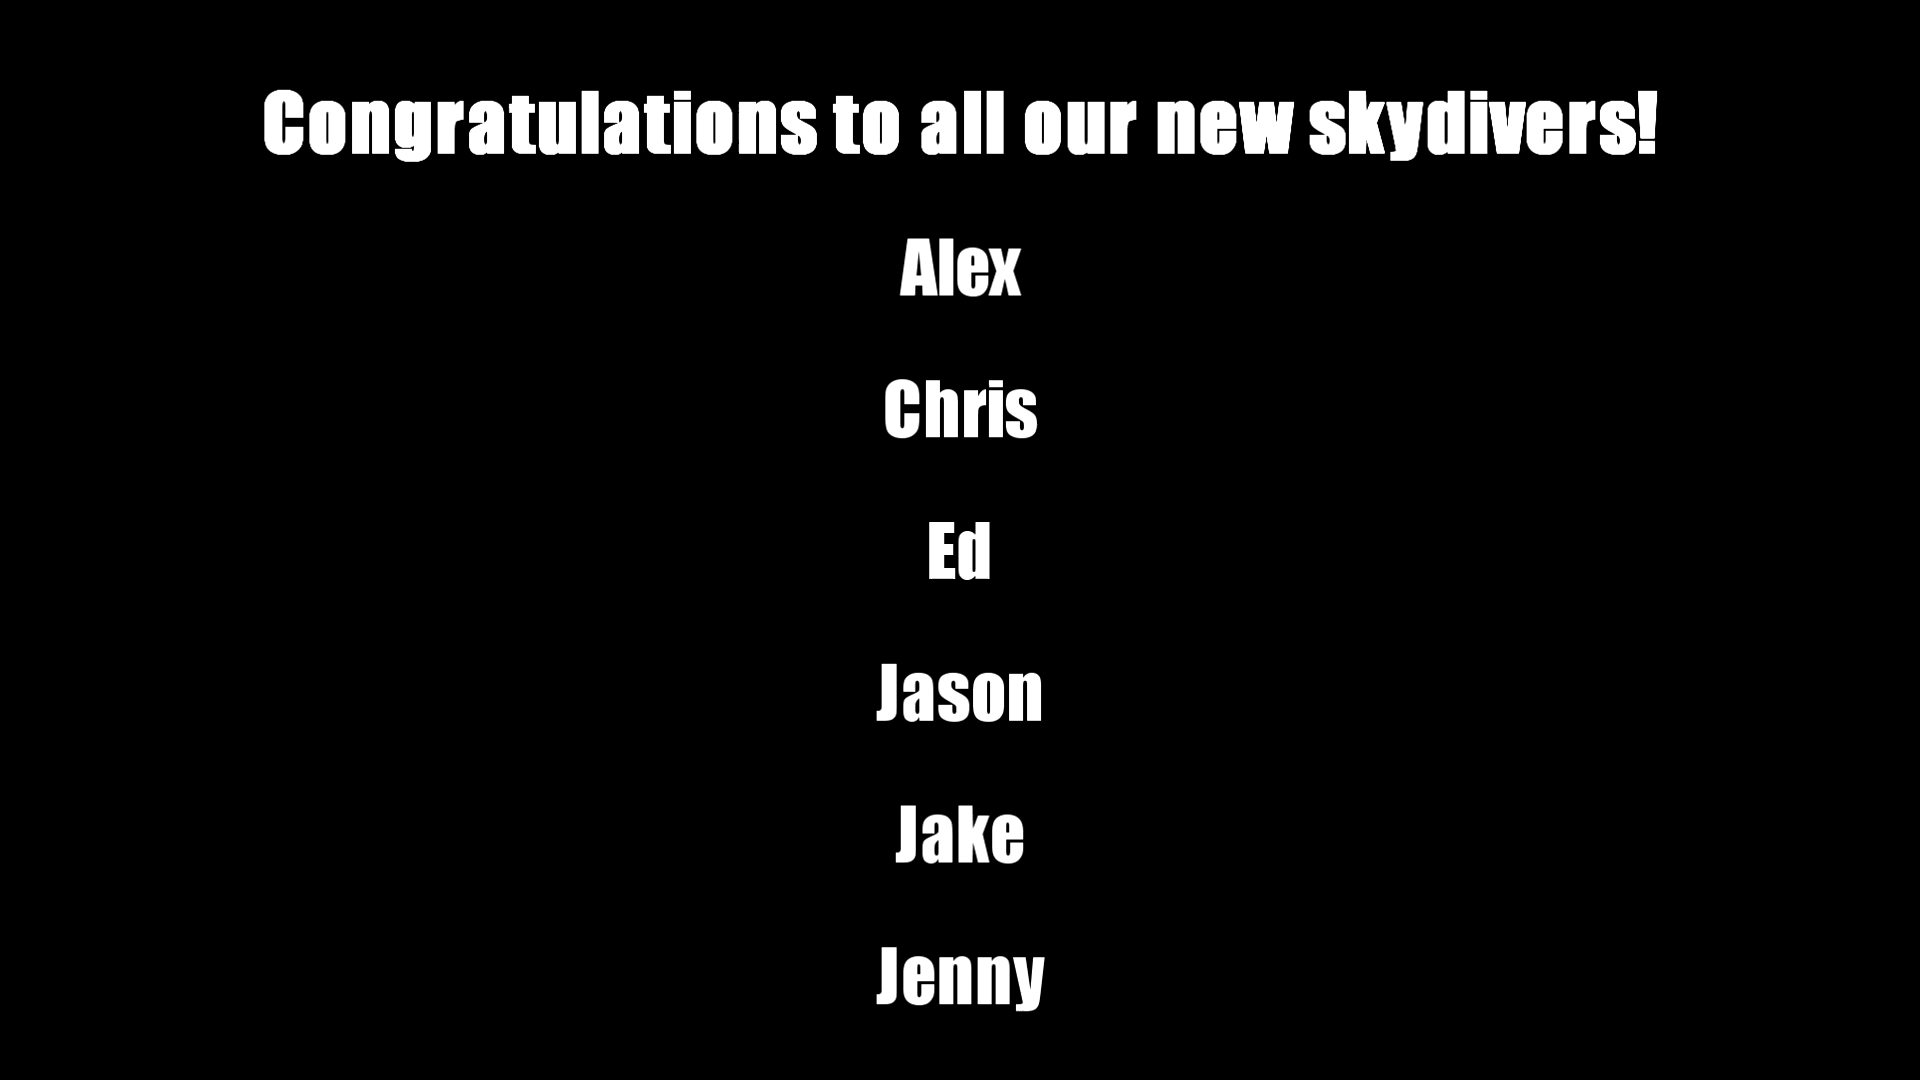 Congratulations to all our new skydivers!
Alex
Chris
Ed
Jason
Jake
Jenny